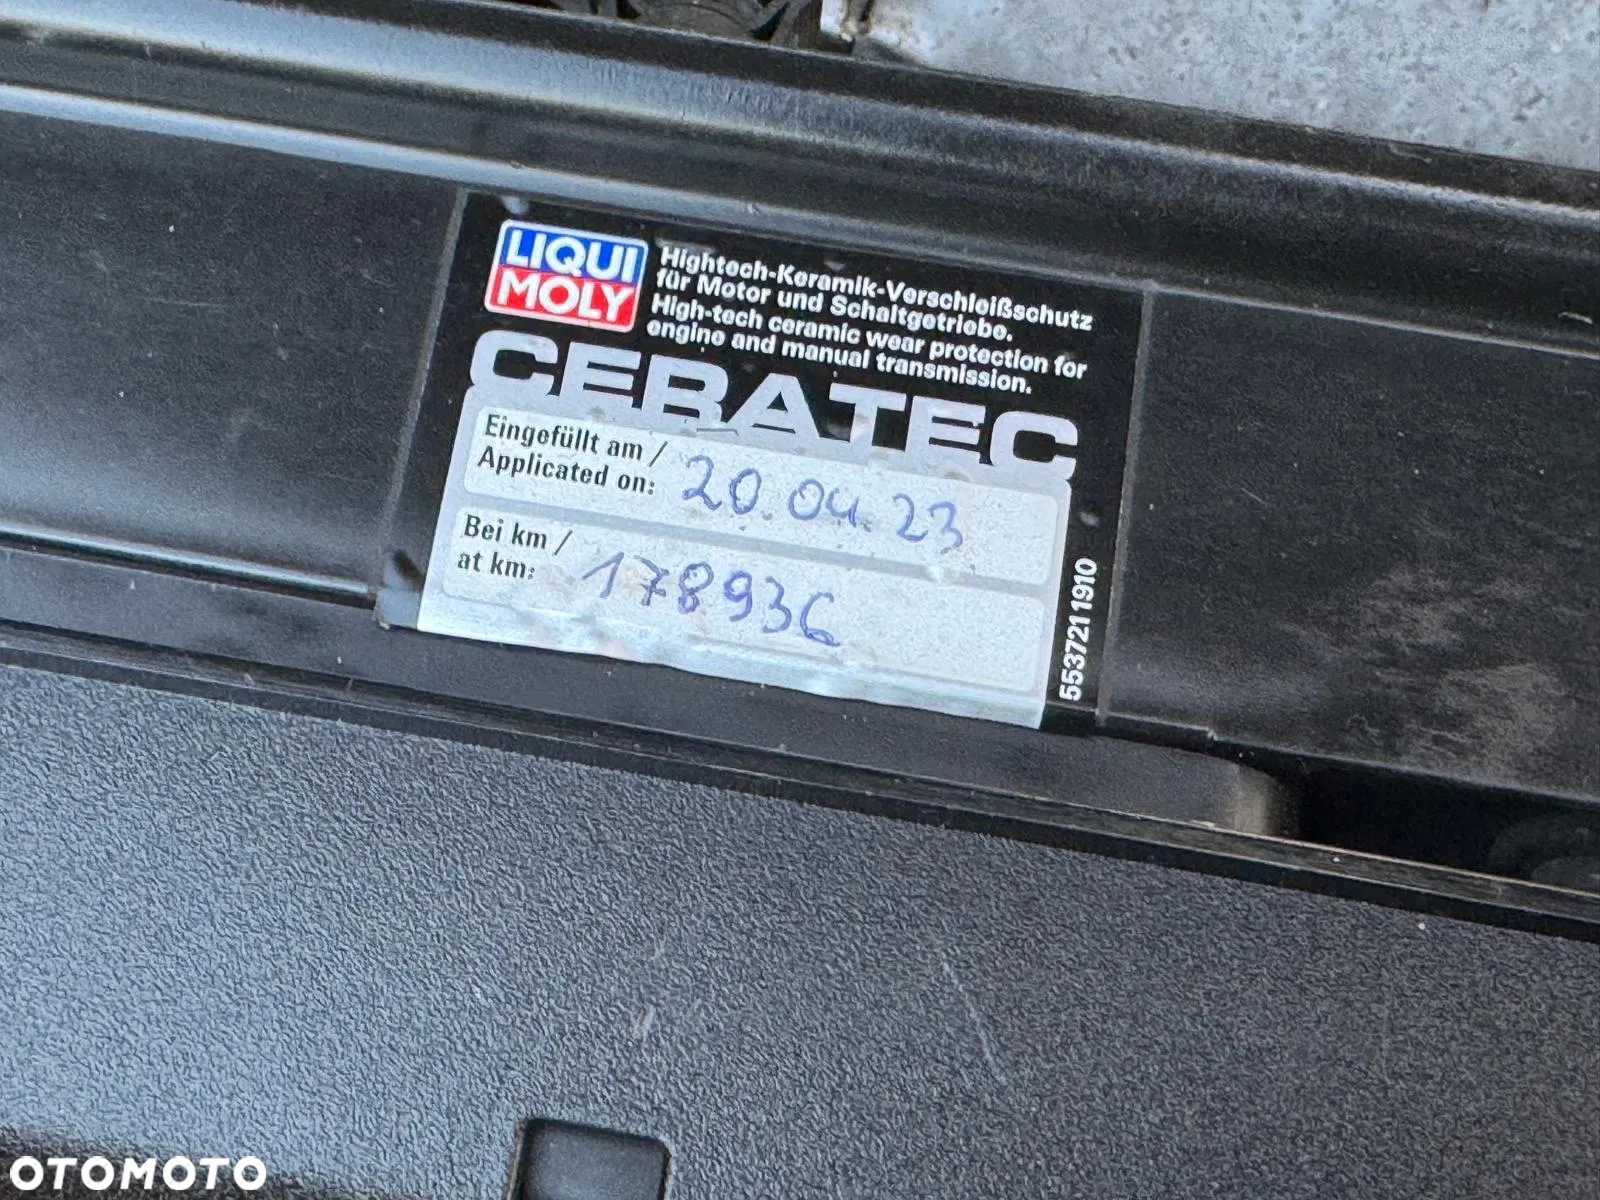 LIQUI
MOLY
Hightech-Keramik-Verschleißschutz
für Motor und Schaltgetriebe.
High-tech ceramic wear protection for
engine and manual transmission.
CERATEC
Eingefüllt am /
Applicated on: 20.04.23
Bei km /
at km: 178936
5537211910
OTOMOTO